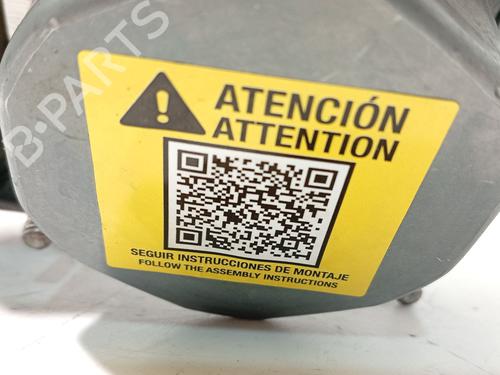 B-PARTS
ATENCIÓN
ATTENTION
SEGUIR INSTRUCCIONES DE MONTAJE
FOLLOW THE ASSEMBLY INSTRUCTIONS